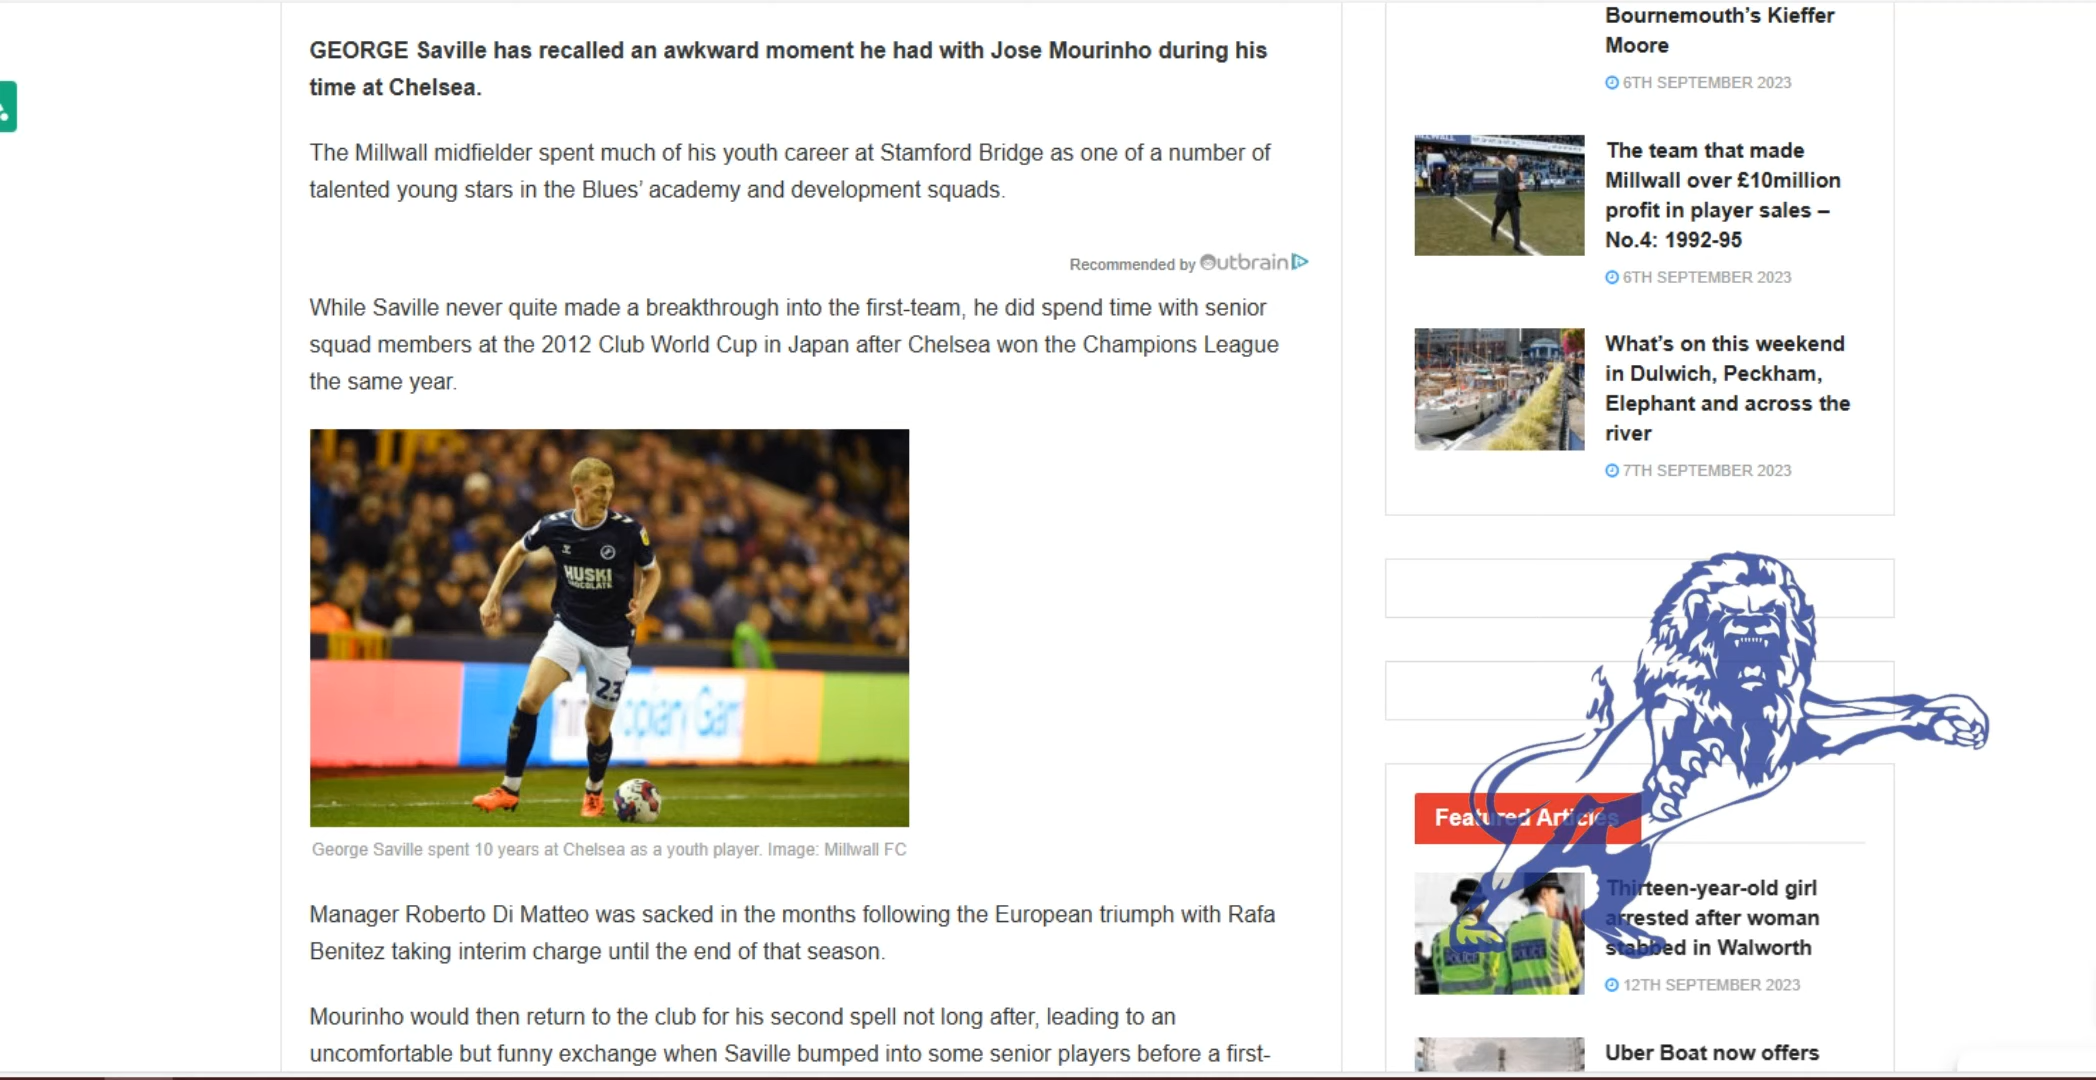 GEORGE Saville has recalled an awkward moment he had with Jose Mourinho during his
time at Chelsea.
The Millwall midfielder spent much of his youth career at Stamford Bridge as one of a number of
talented young stars in the Blues’ academy and development squads.
Recommended by Outbrain
While Saville never quite made a breakthrough into the first-team, he did spend time with senior
squad members at the 2012 Club World Cup in Japan after Chelsea won the Champions League
the same year.
HUSKI
CHOCOLATE
23
George Saville spent 10 years at Chelsea as a youth player. Image: Millwall FC
Manager Roberto Di Matteo was sacked in the months following the European triumph with Rafa
Benitez taking interim charge until the end of that season.
Mourinho would then return to the club for his second spell not long after, leading to an
uncomfortable but funny exchange when Saville bumped into some senior players before a first-
Bournemouth’s Kieffer
Moore
6TH SEPTEMBER 2023
The team that made
Millwall over £10million
profit in player sales –
No.4: 1992-95
6TH SEPTEMBER 2023
What’s on this weekend
in Dulwich, Peckham,
Elephant and across the
river
7TH SEPTEMBER 2023
Featured Articles
Thirteen-year-old girl
arrested after woman
stabbed in Walworth
POLICE
POLICE
12TH SEPTEMBER 2023
Uber Boat now offers